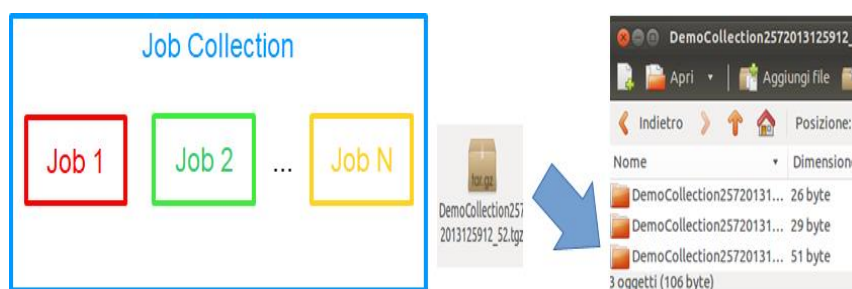 Job Collection
Job 1
Job 2
...
Job N
tar.gz
DemoCollection257
2013125912_52.tgz
DemoCollection2572013125912_
Apri
Aggiungi file
Indietro
Posizione:
Nome
Dimensione
DemoCollection25720131... 26 byte
DemoCollection25720131... 29 byte
DemoCollection25720131... 51 byte
3 oggetti (106 byte)